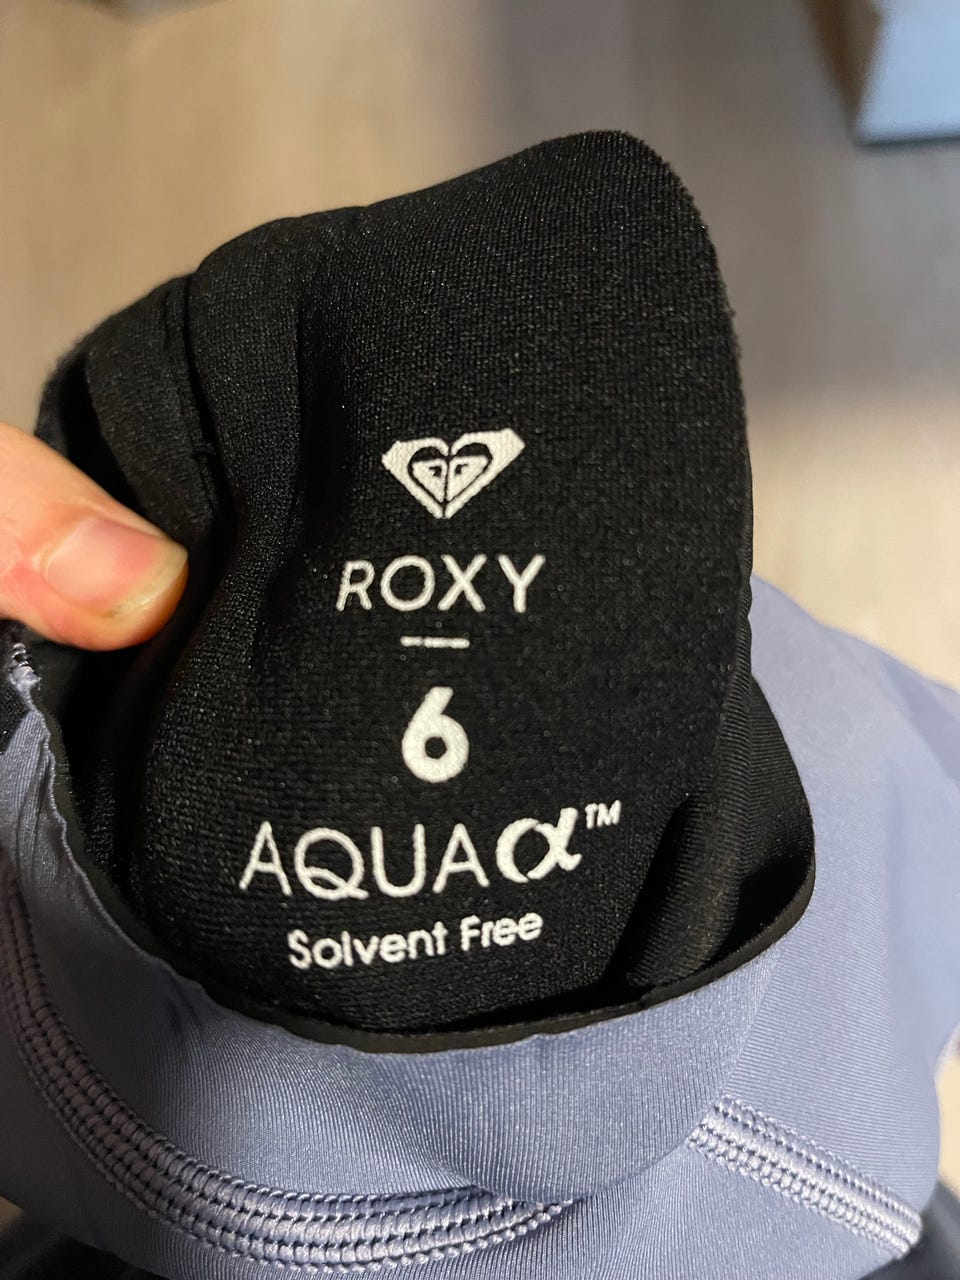 ROXY
6
AQUAα™
Solvent Free